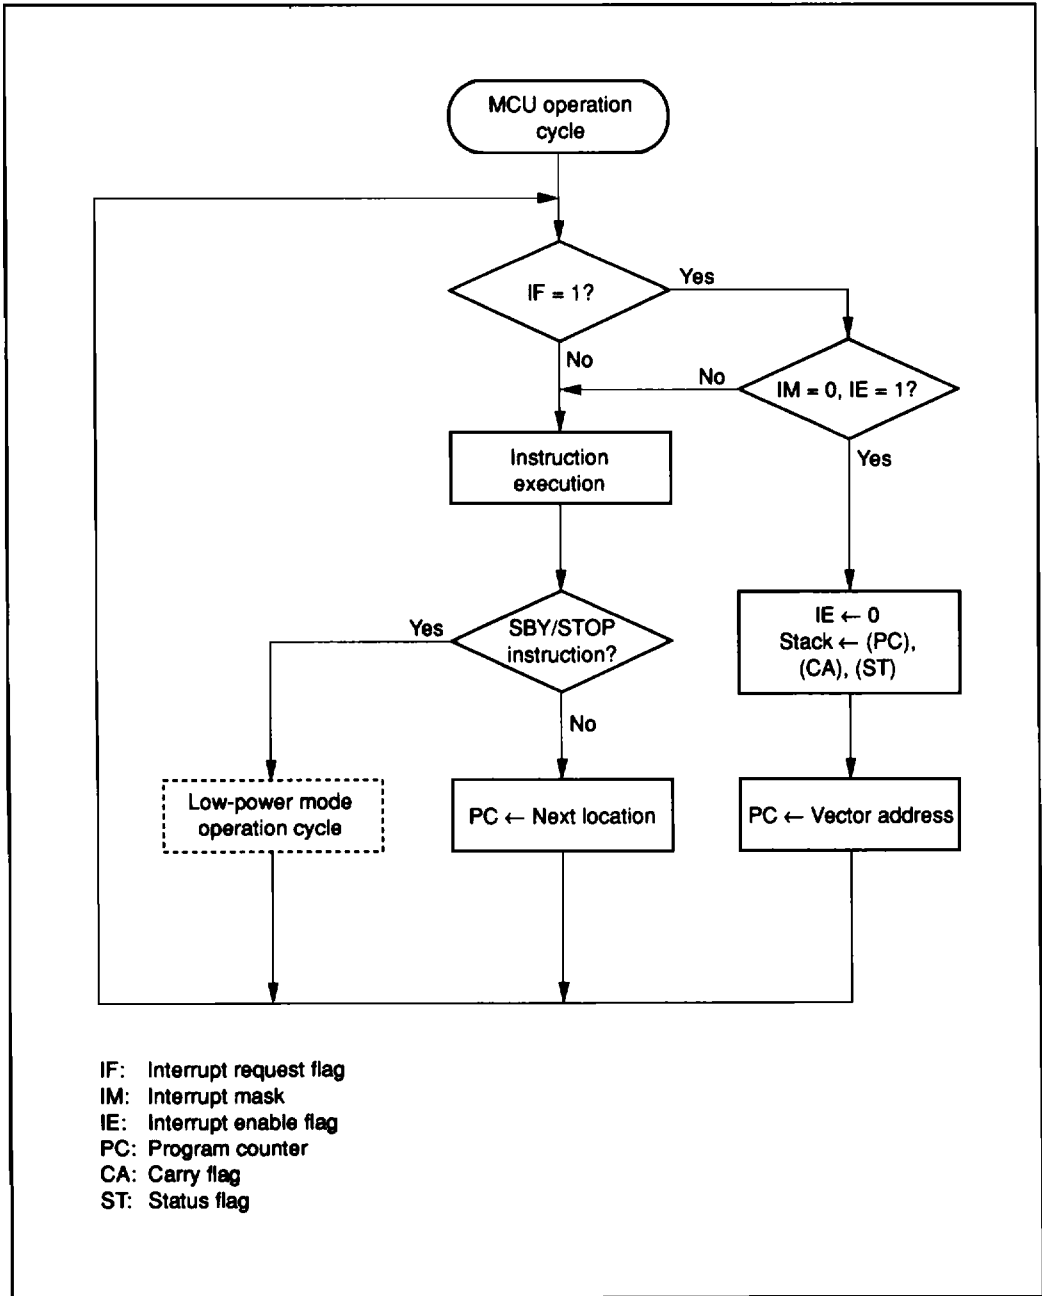 MCU operation
cycle
IF = 1?
Yes
No
No
IM = 0, IE = 1?
Yes
Instruction
execution
Yes
SBY/STOP
instruction?
No
IE ← 0
Stack ← (PC),
(CA), (ST)
Low-power mode
operation cycle
PC ← Next location
PC ← Vector address
IF: Interrupt request flag
IM: Interrupt mask
IE: Interrupt enable flag
PC: Program counter
CA: Carry flag
ST: Status flag